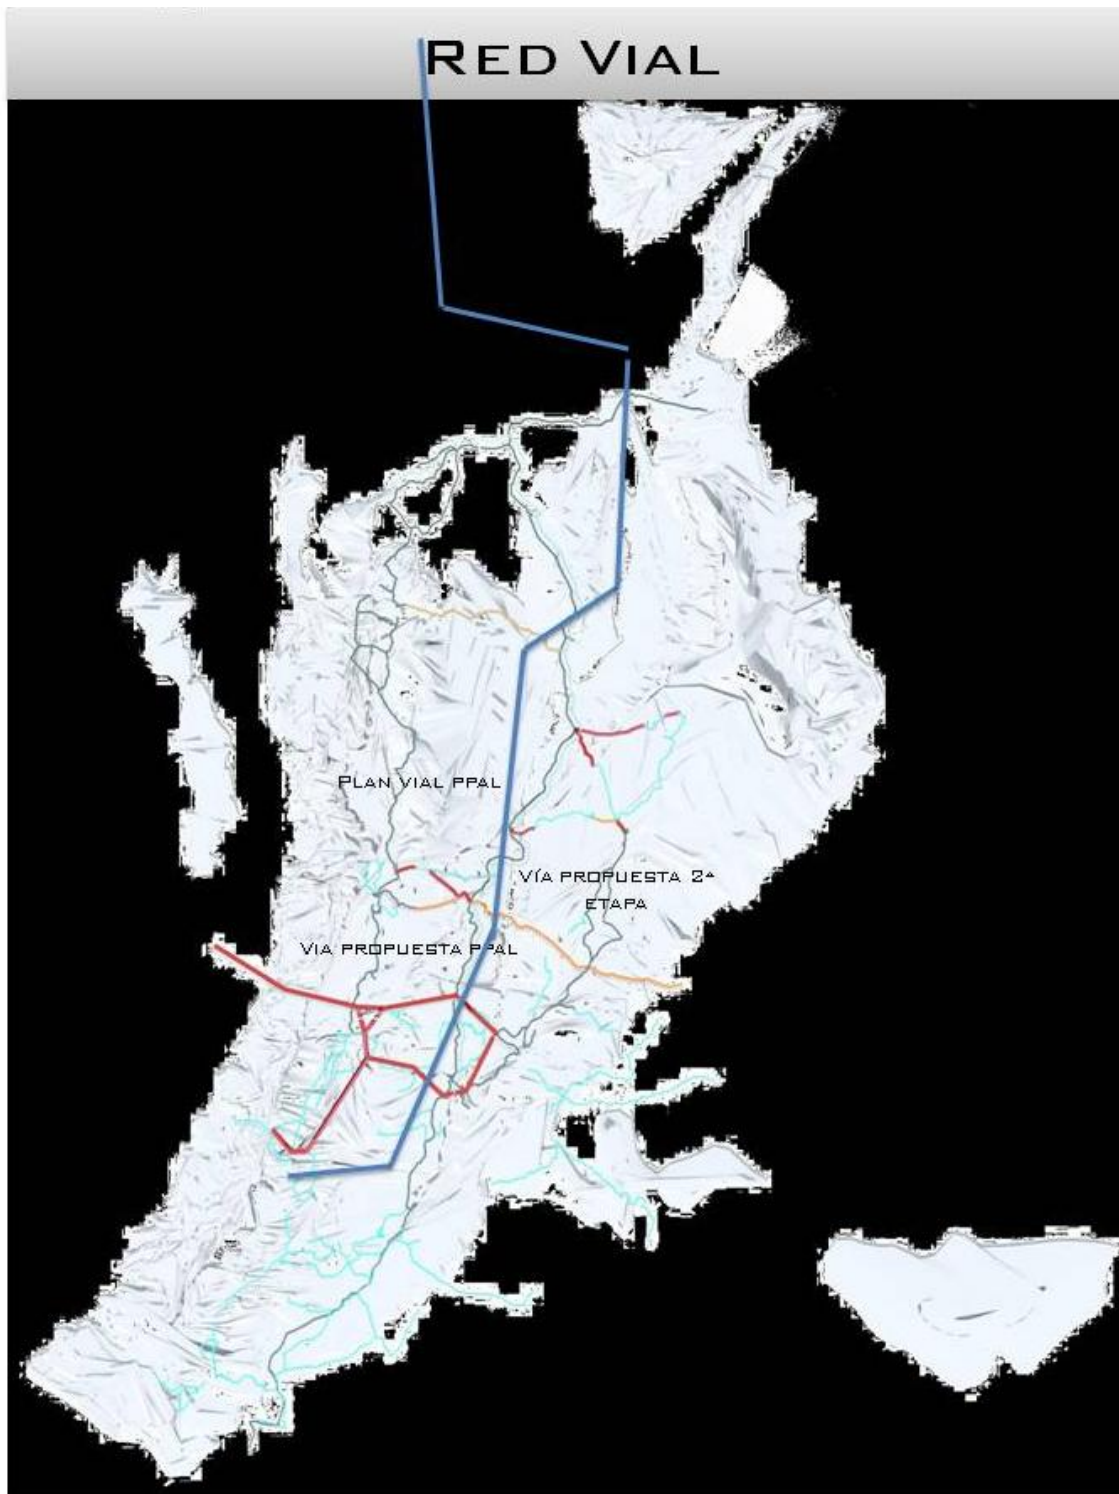 RED VIAL
PLAN VIAL PPAL
VÍA PROPUESTA 2ª
ETAPA
VIA PROPUESTA PPAL